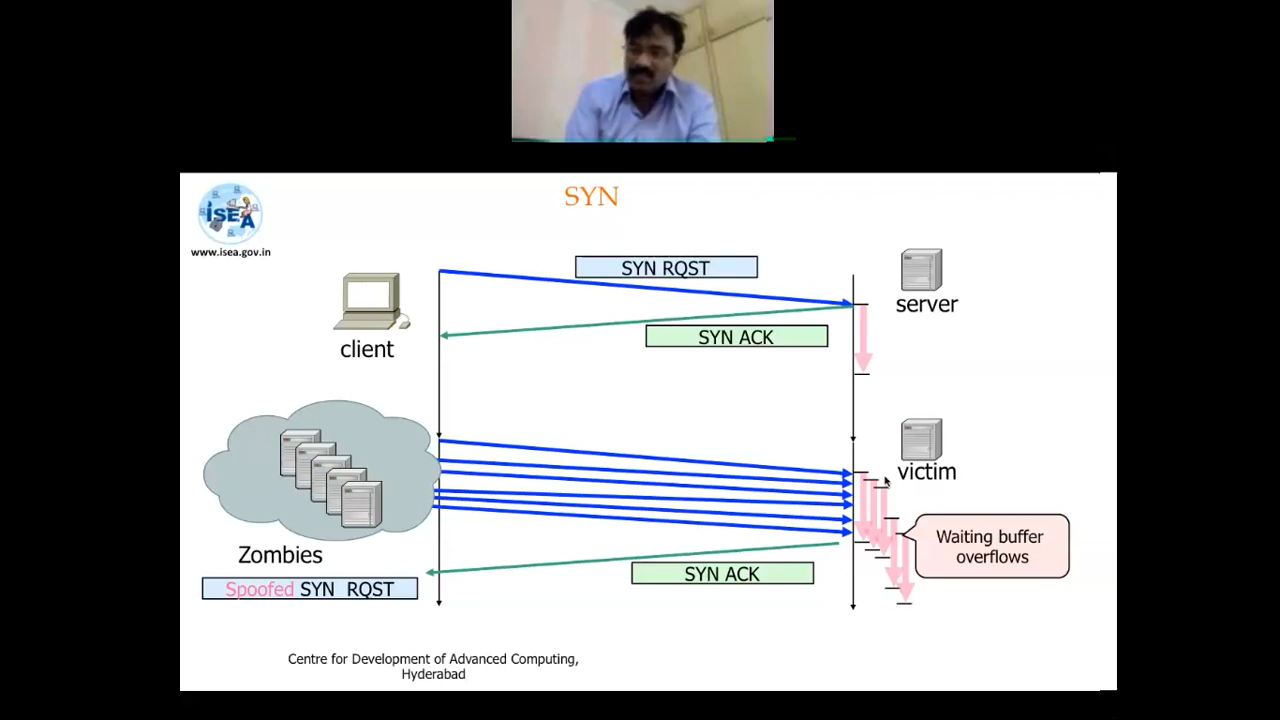 SYN
iSEA
www.isea.gov.in
SYN RQST
server
SYN ACK
client
victim
Waiting buffer
overflows
Zombies
SYN ACK
Spoofed SYN RQST
Centre for Development of Advanced Computing,
Hyderabad